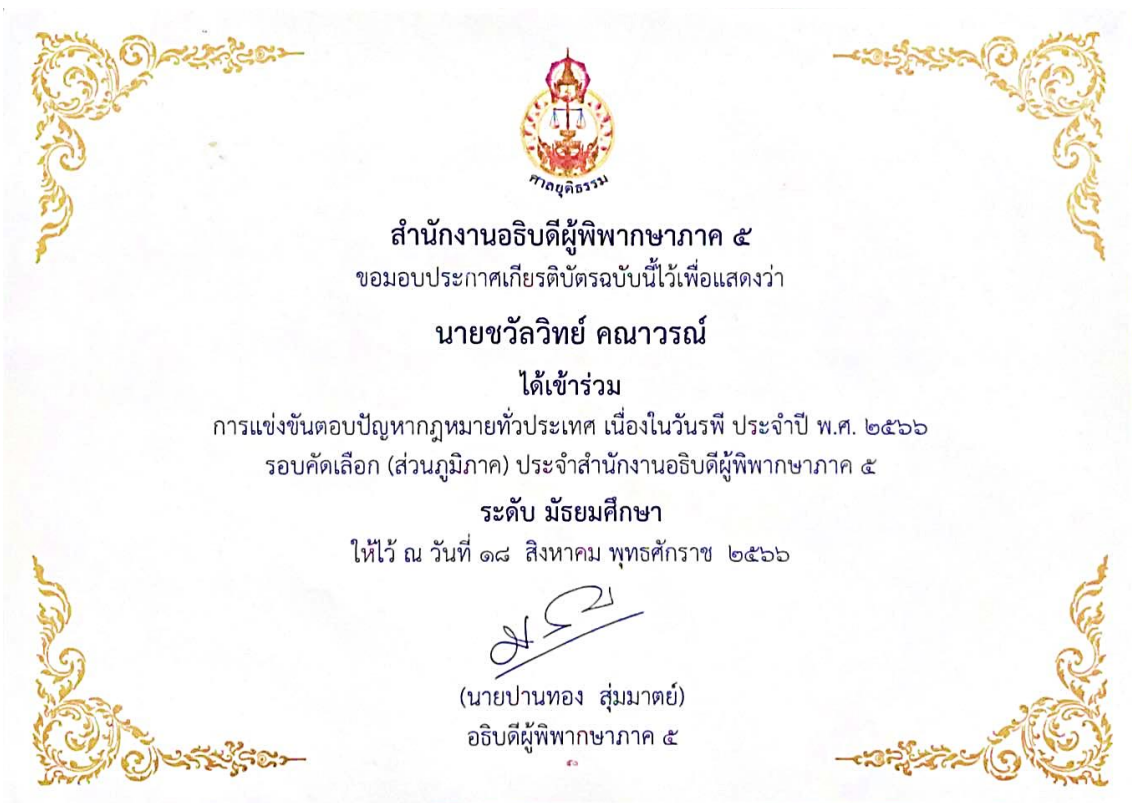 ศาลยุติธรรม
สำนักงานอธิบดีผู้พิพากษาภาค ๕
ขอมอบประกาศเกียรติบัตรฉบับนี้ไว้เพื่อแสดงว่า
นายชวัลวิทย์ คณาวรณ์
ได้เข้าร่วม
การแข่งขันตอบปัญหากฎหมายทั่วประเทศ เนื่องในวันรพี ประจำปี พ.ศ. ๒๕๖๖
รอบคัดเลือก (ส่วนภูมิภาค) ประจำสำนักงานอธิบดีผู้พิพากษาภาค ๕
ระดับ มัธยมศึกษา
ให้ไว้ ณ วันที่ ๑๘ สิงหาคม พุทธศักราช ๒๕๖๖
(นายปานทอง สุ่มมาตย์)
อธิบดีผู้พิพากษาภาค ๕